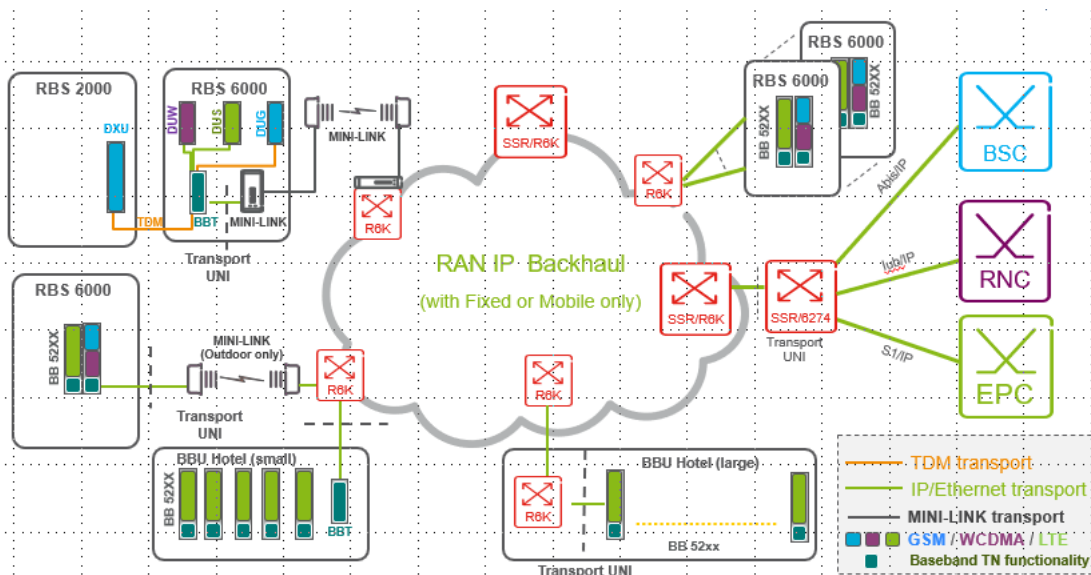 RBS 2000
DXU
TDM
RBS 6000
DUW
DUS
DUG
BBT
MINI-LINK
Transport
UNI
MINI-LINK
R6K
SSR/R6K
R6K
RBS 6000
BB 52XX
RBS 6000
BB 52XX
RAN IP Backhaul
(with Fixed or Mobile only)
SSR/R6K
SSR/6274
Transport
UNI
Abis/IP
Iub/IP
S1/IP
BSC
RNC
EPC
RBS 6000
BB 52XX
MINI-LINK
(Outdoor only)
Transport
UNI
R6K
R6K
BBU Hotel (small)
BB 52XX
BBT
BBU Hotel (large)
R6K
BB 52xx
Transport UNI
TDM transport
IP/Ethernet transport
MINI-LINK transport
GSM / WCDMA / LTE
Baseband TN functionality